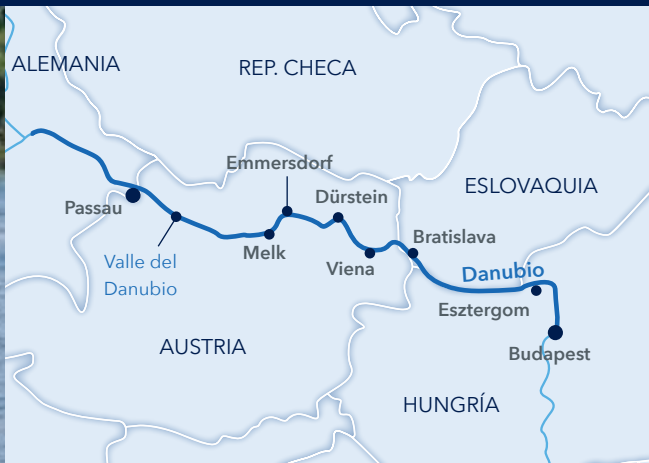 ALEMANIA
REP. CHECA
Emmersdorf
ESLOVAQUIA
Dürstein
Passau
Bratislava
Melk
Valle del
Danubio
Viena
Danubio
Esztergom
AUSTRIA
Budapest
HUNGRÍA